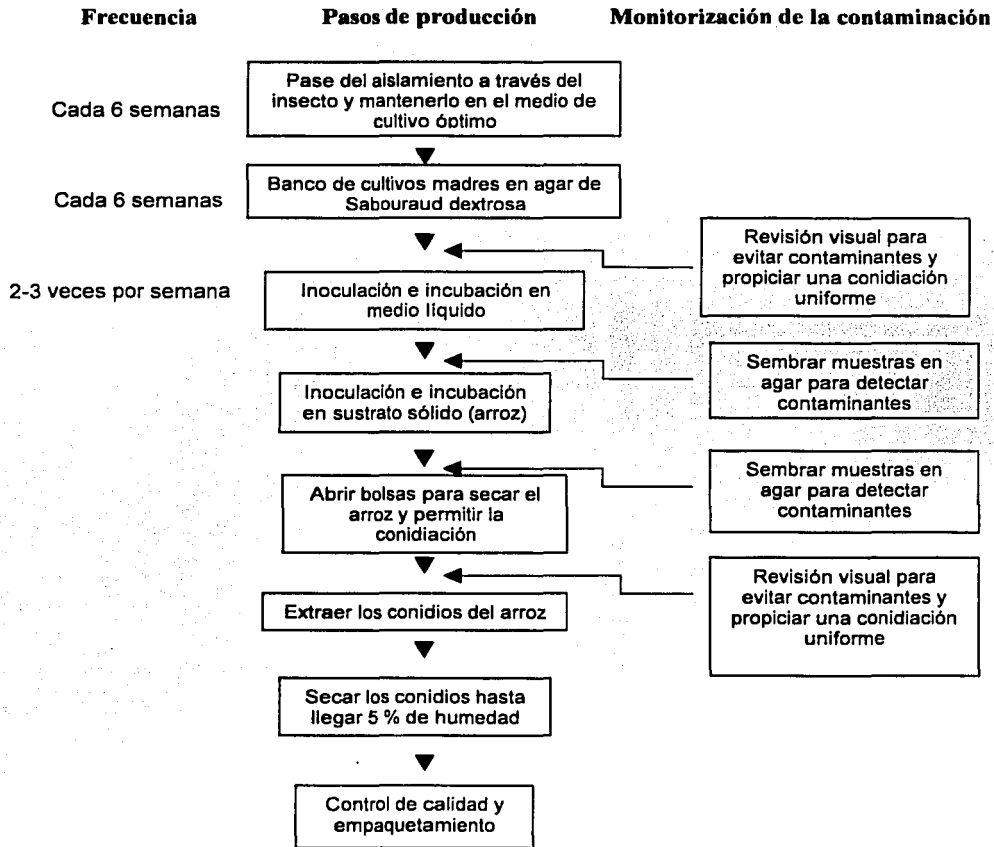 Frecuencia
Pasos de producción
Monitorización de la contaminación
Cada 6 semanas
Pase del aislamiento a través del
insecto y mantenerlo en el medio de
cultivo óptimo
Cada 6 semanas
Banco de cultivos madres en agar de
Sabouraud dextrosa
Revisión visual para
evitar contaminantes y
propiciar una conidiación
uniforme
2-3 veces por semana
Inoculación e incubación en
medio líquido
Sembrar muestras en
agar para detectar
contaminantes
Inoculación e incubación
en sustrato sólido (arroz)
Sembrar muestras en
agar para detectar
contaminantes
Abrir bolsas para secar el
arroz y permitir la
conidiación
Revisión visual para
evitar contaminantes y
propiciar una conidiación
uniforme
Extraer los conidios del arroz
Secar los conidios hasta
llegar 5 % de humedad
Control de calidad y
empaquetamiento